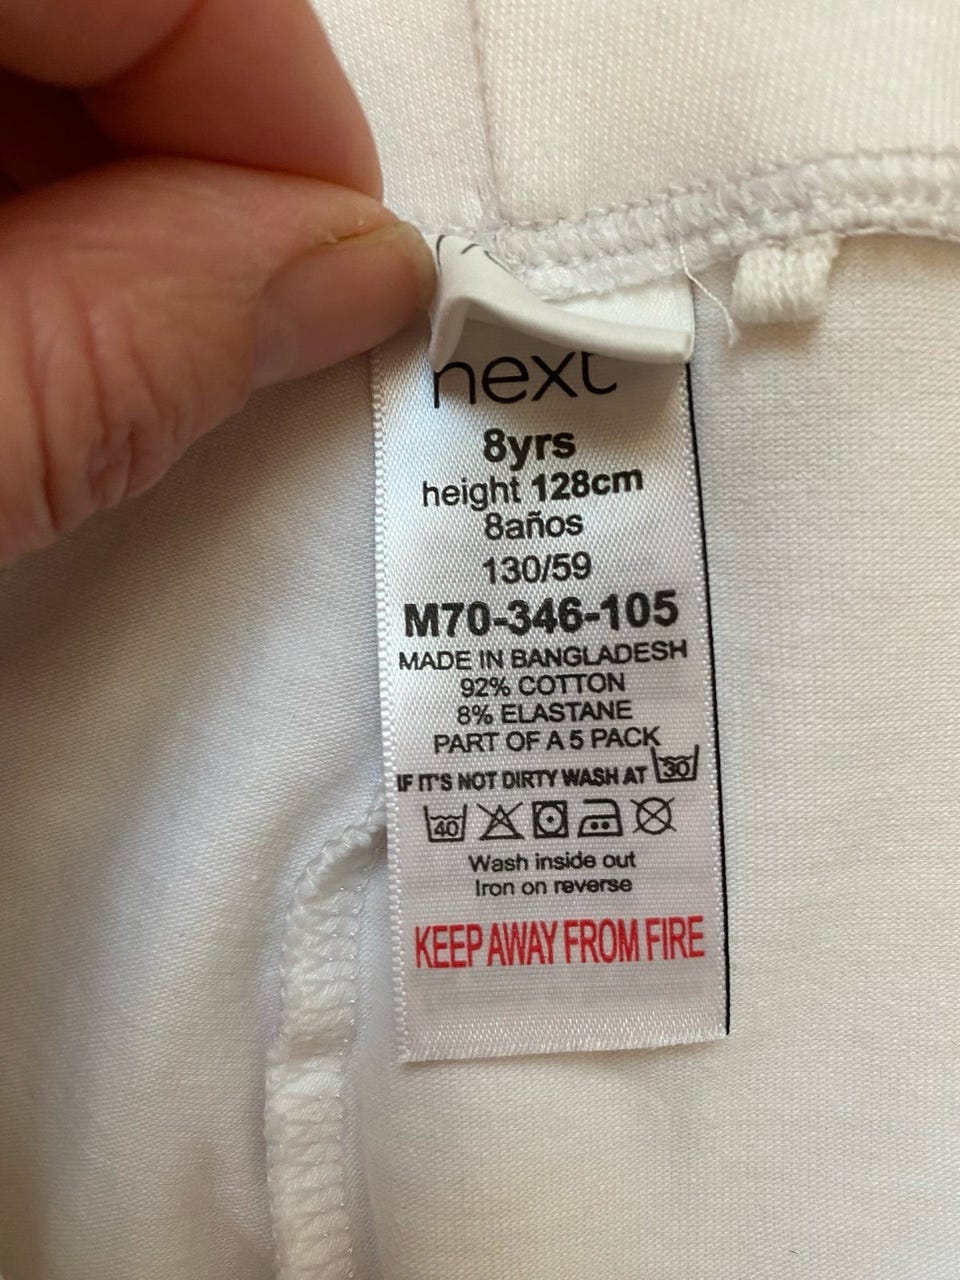 next
8yrs
height 128cm
8años
130/59
M70-346-105
MADE IN BANGLADESH
92% COTTON
8% ELASTANE
PART OF A 5 PACK
IF IT'S NOT DIRTY WASH AT 30
40
Wash inside out
Iron on reverse
KEEP AWAY FROM FIRE